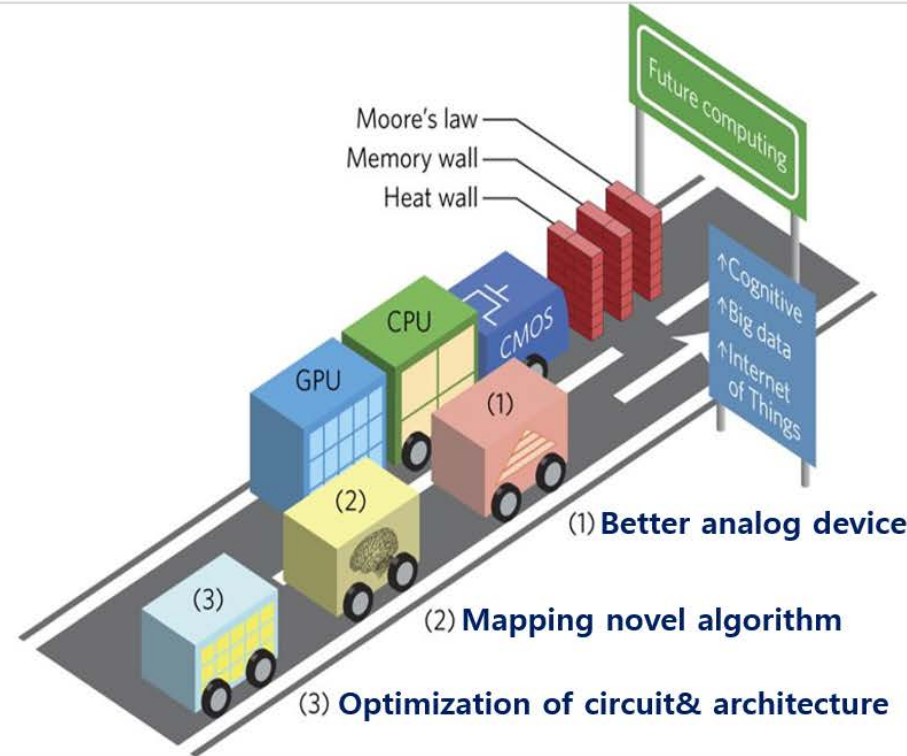 Future computing
Moore's law
Memory wall
Heat wall
↑Cognitive
↑Big data
↑Internet
of Things
CMOS
CPU
GPU
(1)
(2)
(3)
(1) Better analog device
(2) Mapping novel algorithm
(3) Optimization of circuit& architecture